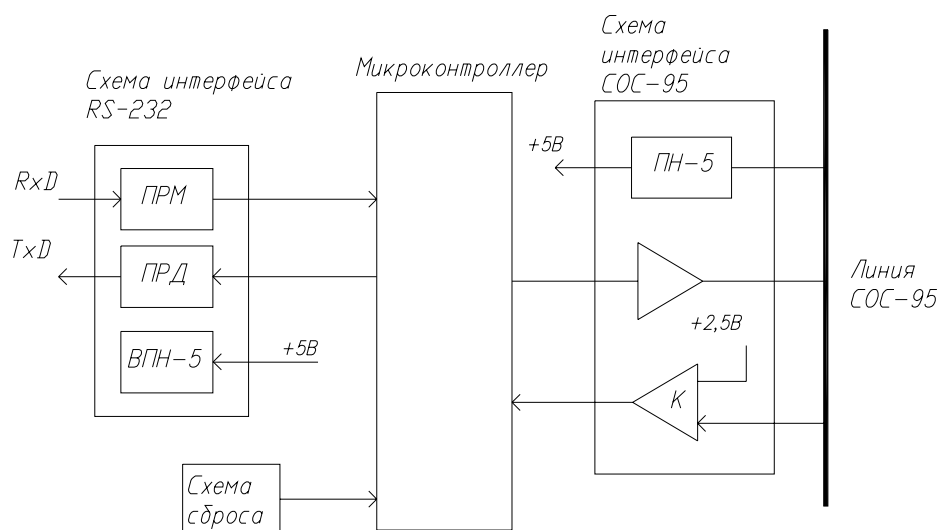 Схема интерфейса
RS-232
RxD
ПРМ
TxD
ПРД
ВПН-5
+5В
Схема
сброса
Микроконтроллер
Схема
интерфейса
СОС-95
+5В
ПН-5
+2,5В
К
Линия
СОС-95